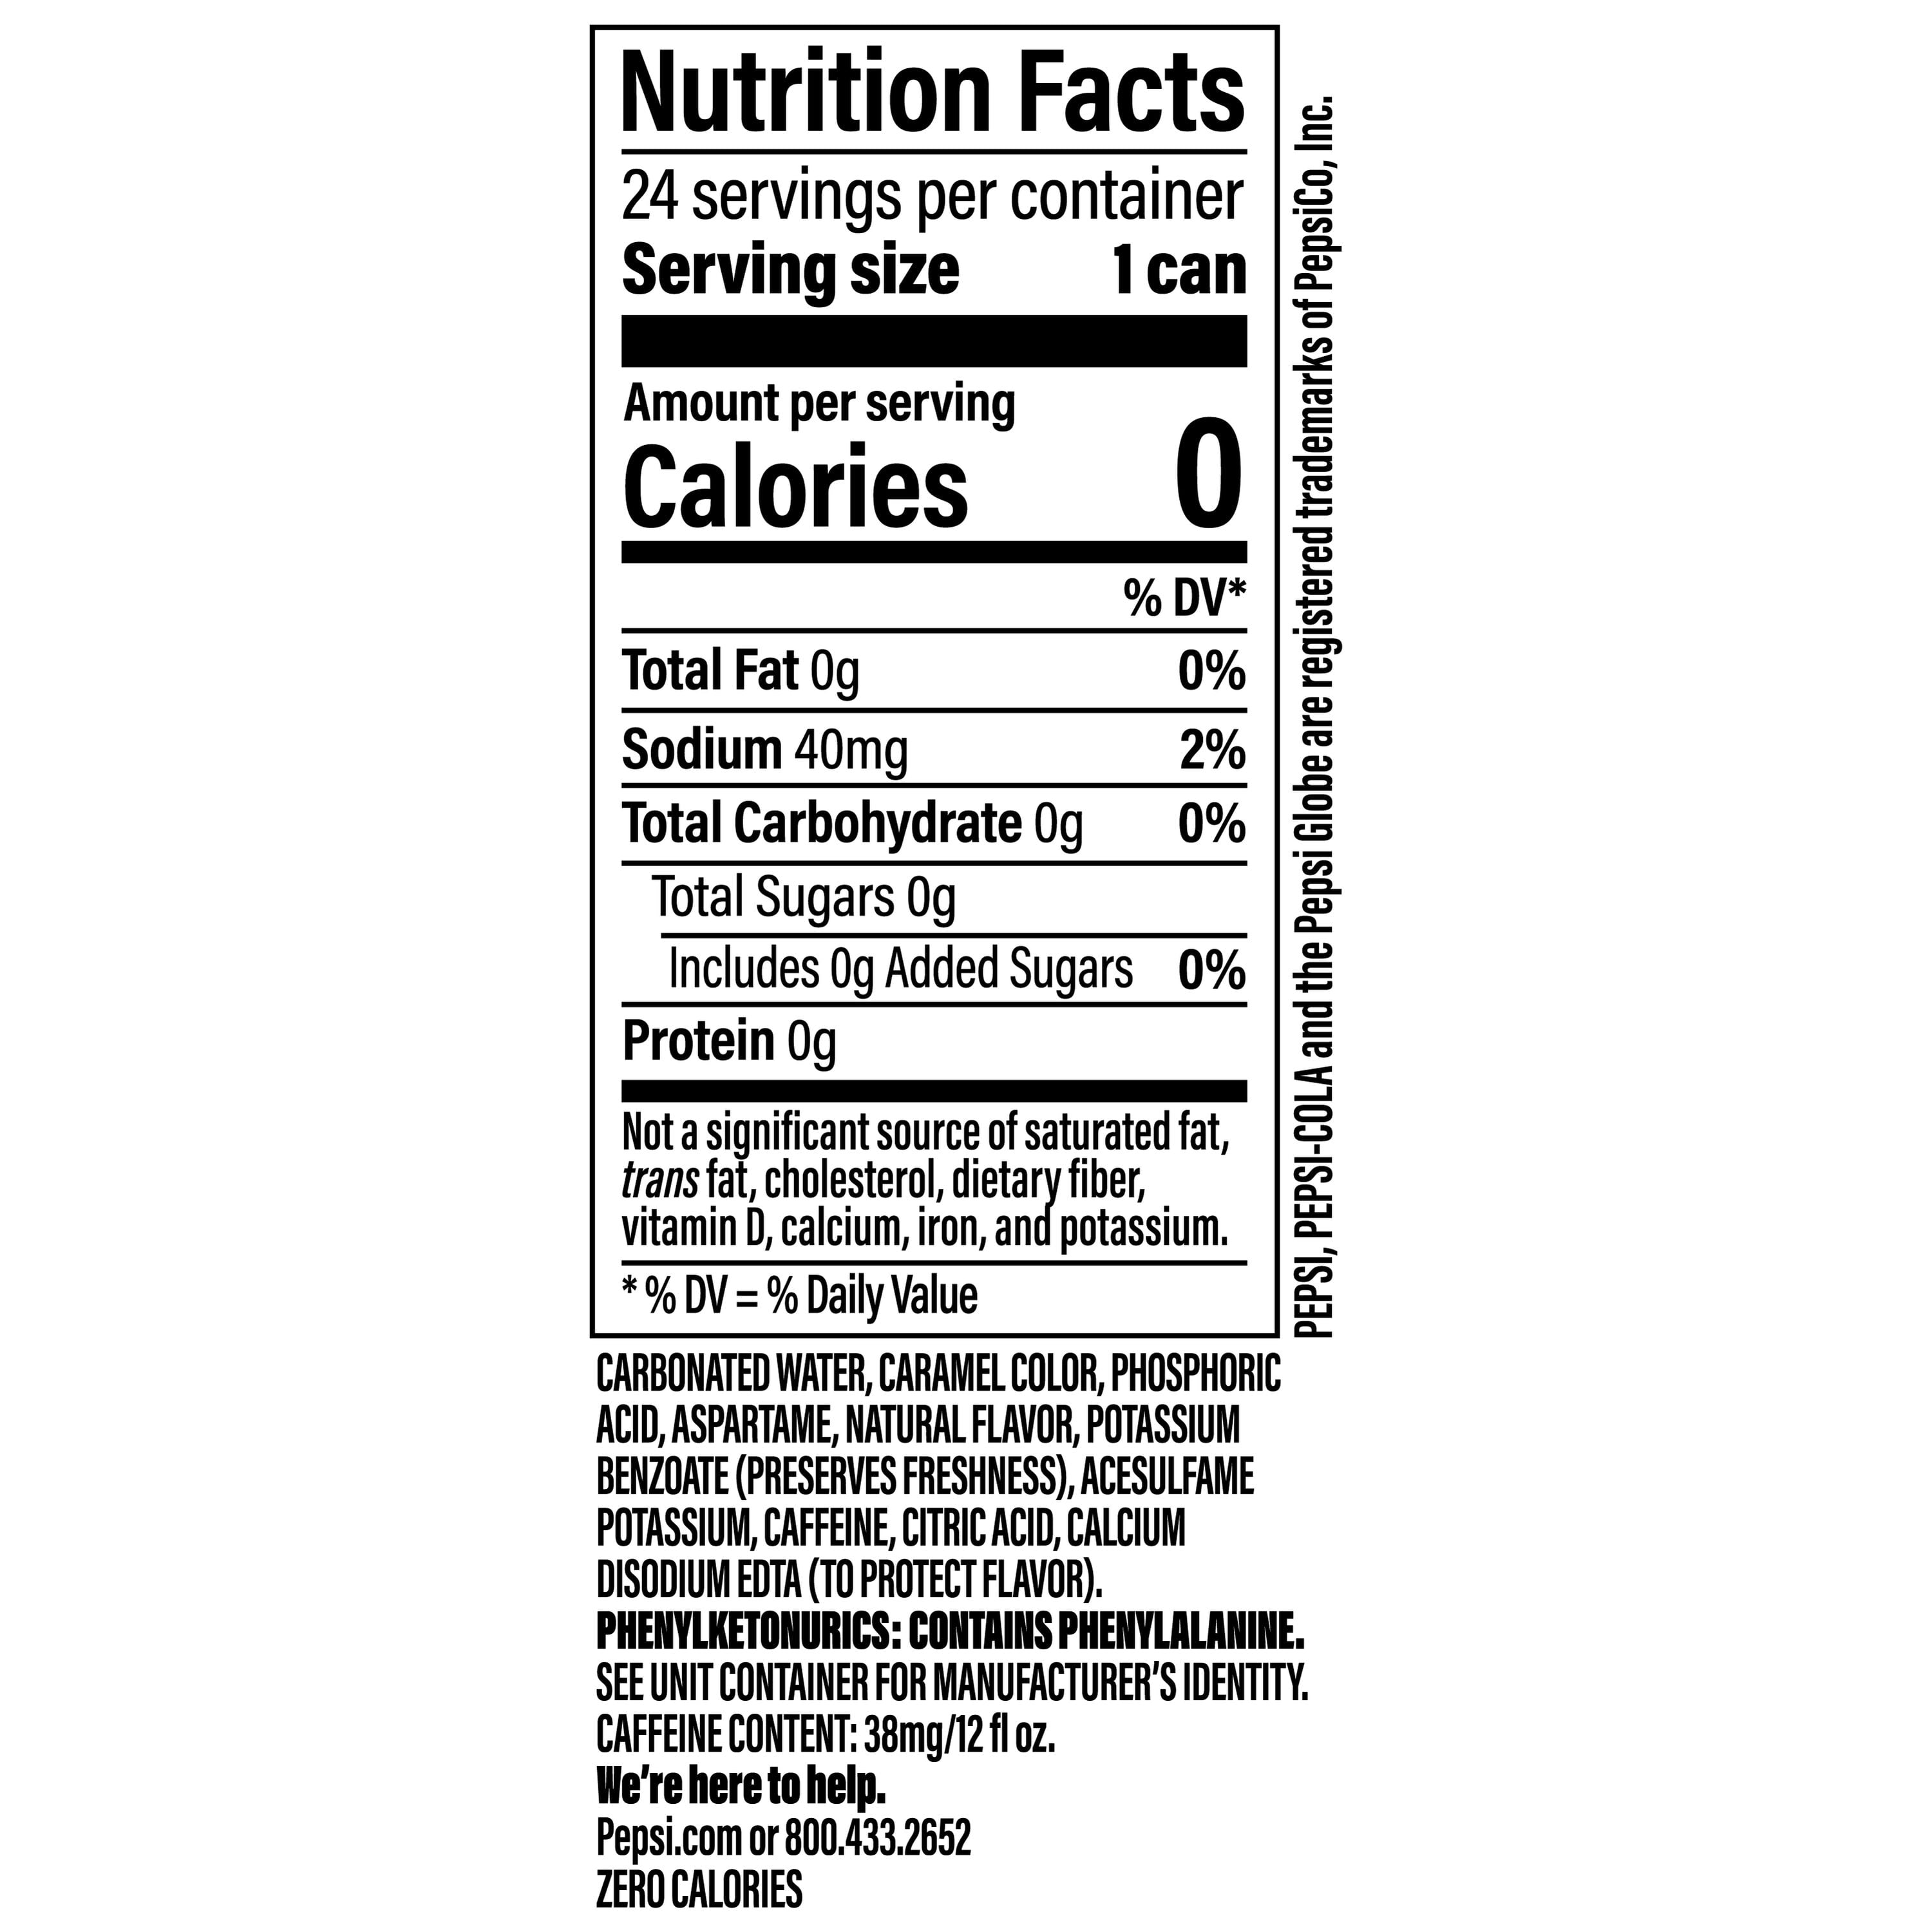 Nutrition Facts
24 servings per container
Serving size 1 can
Amount per serving
Calories 0
% DV*
Total Fat 0g 0%
Sodium 40mg 2%
Total Carbohydrate 0g 0%
Total Sugars 0g
Includes 0g Added Sugars 0%
Protein 0g
Not a significant source of saturated fat,
trans fat, cholesterol, dietary fiber,
vitamin D, calcium, iron, and potassium.
* % DV = % Daily Value
PEPSI, PEPSI-COLA and the Pepsi Globe are registered trademarks of PepsiCo, Inc.
CARBONATED WATER, CARAMEL COLOR, PHOSPHORIC
ACID, ASPARTAME, NATURAL FLAVOR, POTASSIUM
BENZOATE (PRESERVES FRESHNESS), ACESULFAME
POTASSIUM, CAFFEINE, CITRIC ACID, CALCIUM
DISODIUM EDTA (TO PROTECT FLAVOR).
PHENYLKETONURICS: CONTAINS PHENYLALANINE.
SEE UNIT CONTAINER FOR MANUFACTURER'S IDENTITY.
CAFFEINE CONTENT: 38mg/12 fl oz.
We're here to help.
Pepsi.com or 800.433.2652
ZERO CALORIES